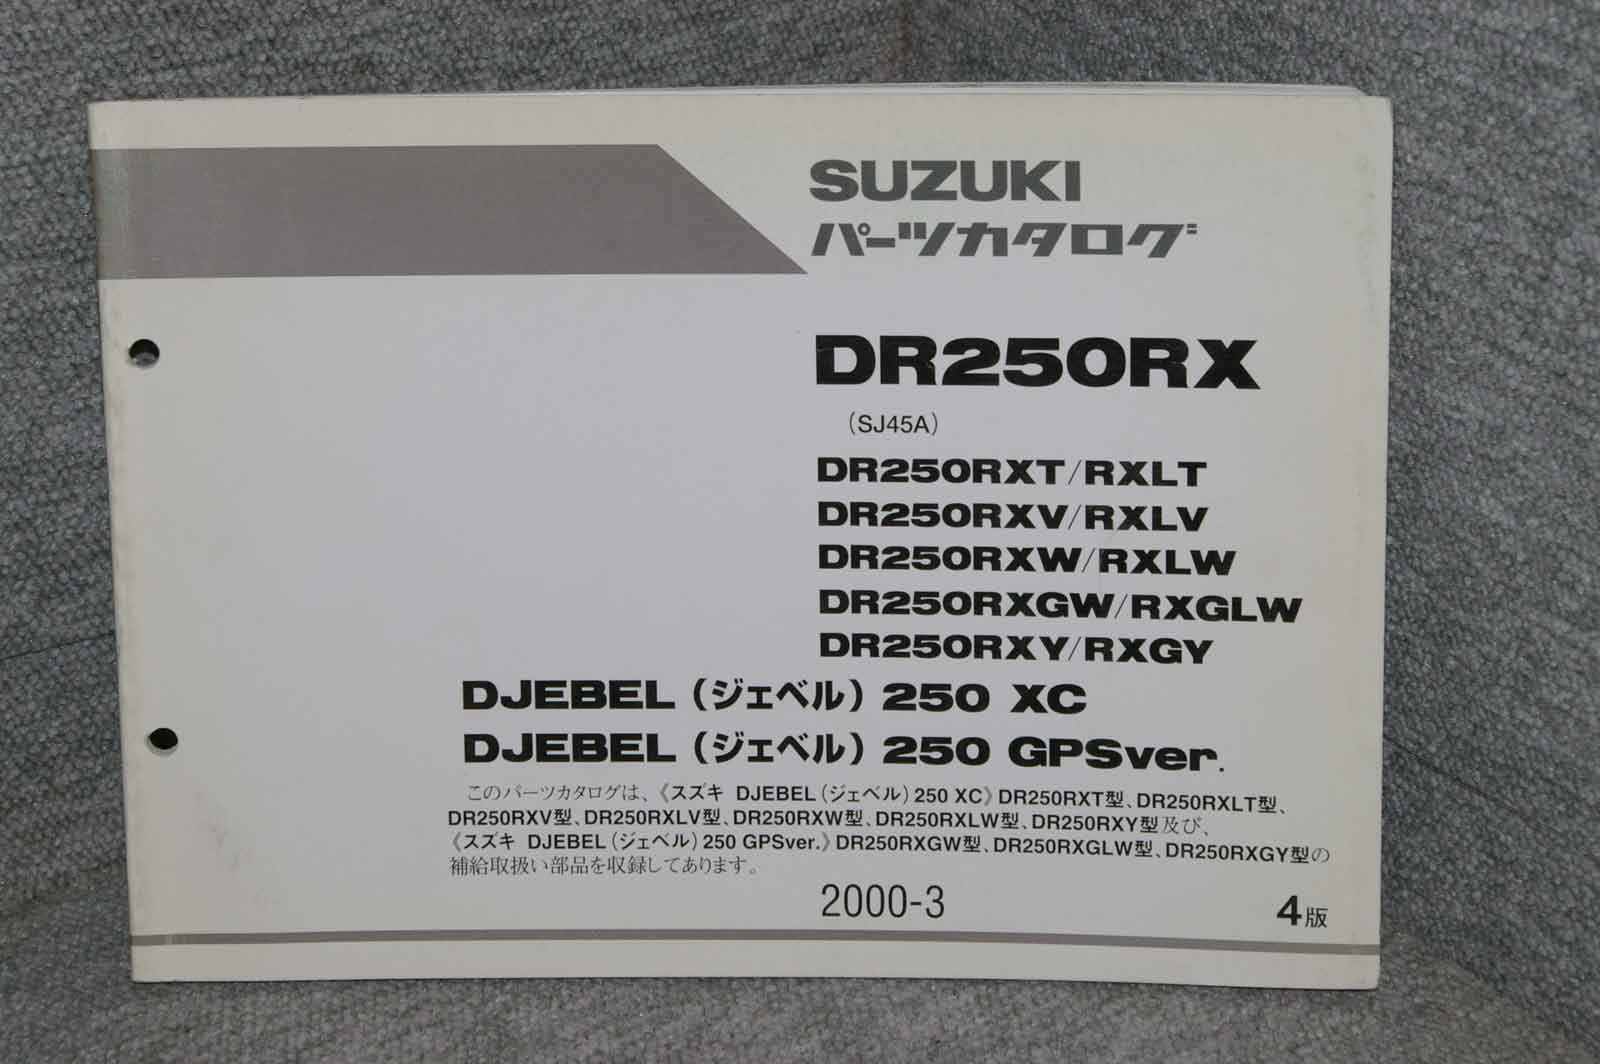 SUZUKI
パーツカタログ
DR250RX
（SJ45A）
DR250RXT/RXLT
DR250RXV/RXLV
DR250RXW/RXLW
DR250RXGW/RXGLW
DR250RXY/RXGY
DJEBEL（ジェベル）250 XC
DJEBEL（ジェベル）250 GPSver.
このパーツカタログは、《スズキ DJEBEL（ジェベル）250 XC》DR250RXT型、DR250RXLT型、
DR250RXV型、DR250RXLV型、DR250RXW型、DR250RXLW型、DR250RXY型及び、
《スズキ DJEBEL（ジェベル）250 GPSver.》DR250RXGW型、DR250RXGLW型、DR250RXGY型の
補給取扱い部品を収録してあります。
2000-3
4版